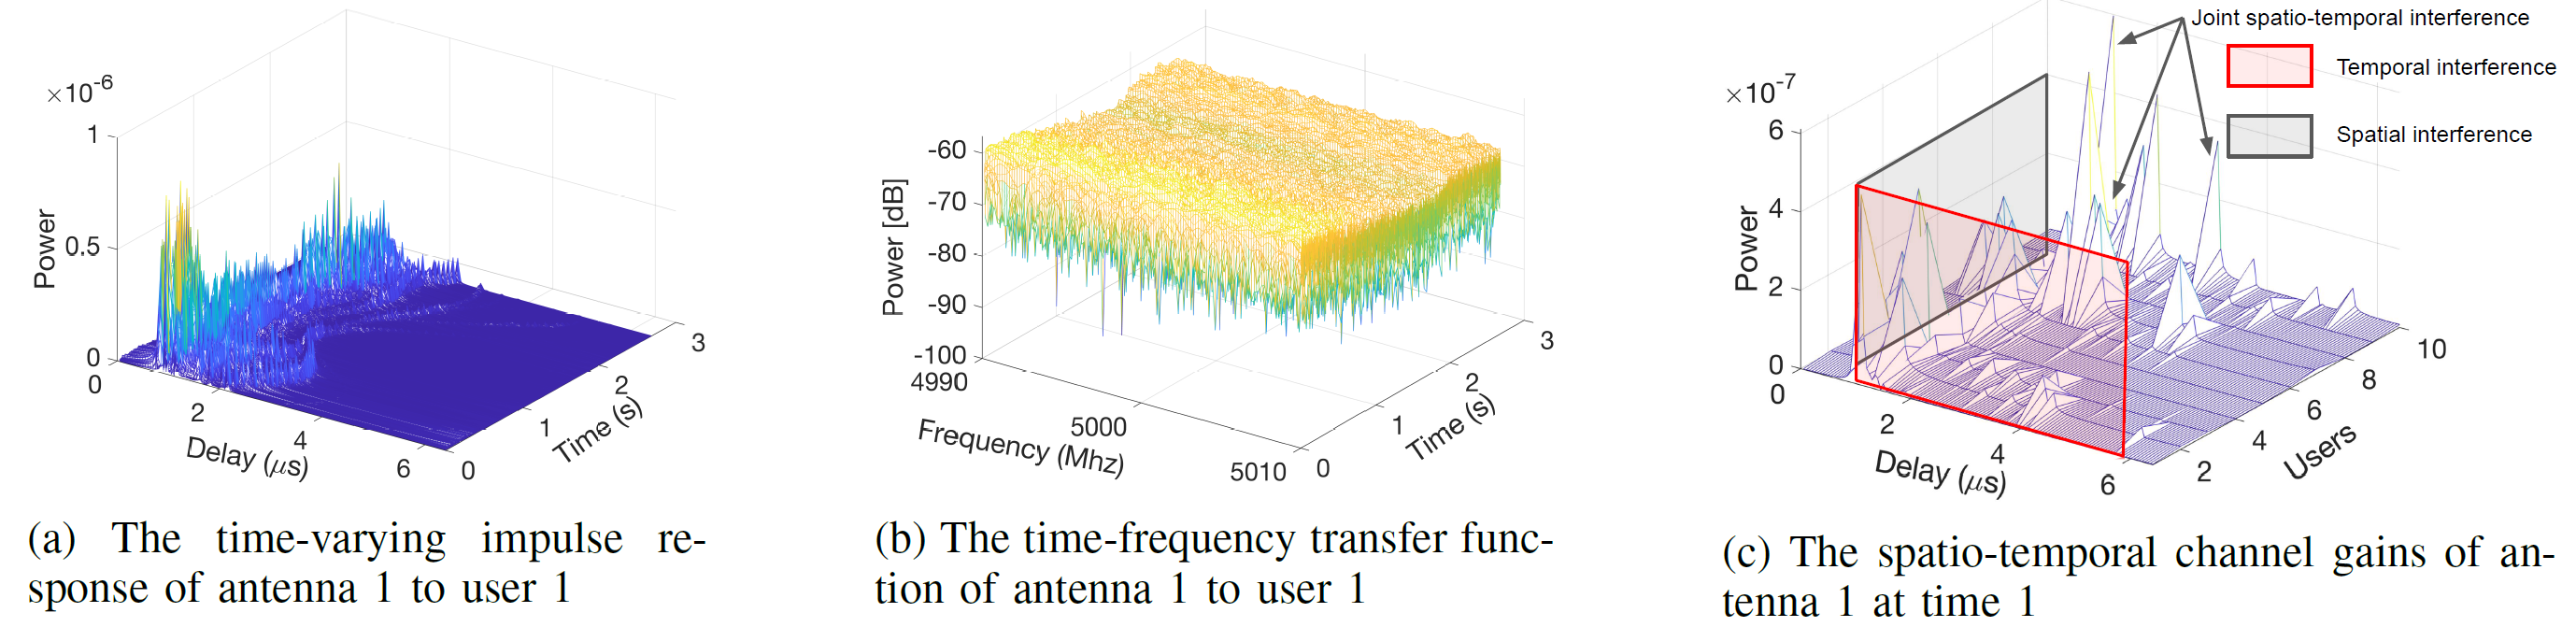 ×10-6
1
0.5
0
Power
0
2
4
6
Delay (μs)
0
1
2
3
Time (s)
(a) The time-varying impulse re-
sponse of antenna 1 to user 1
-60
-70
-80
-90
-100
Power [dB]
4990
5000
5010
Frequency (Mhz)
0
1
2
3
Time (s)
(b) The time-frequency transfer func-
tion of antenna 1 to user 1
Joint spatio-temporal interference
Temporal interference
Spatial interference
×10-7
6
4
2
0
Power
0
2
4
6
Delay (μs)
2
4
6
8
10
Users
(c) The spatio-temporal channel gains of an-
tenna 1 at time 1